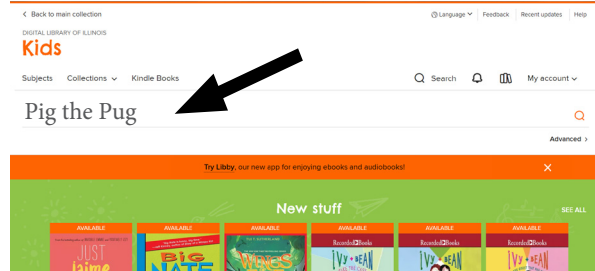 Back to main collection
Language Feedback Recent updates Help
DIGITAL LIBRARY OF ILLINOIS
Kids
Subjects Collections Kindle Books
Search My account
Pig the Pug
Advanced
Try Libby, our new app for enjoying ebooks and audiobooks!
New stuff
SEE ALL
AVAILABLE AVAILABLE AVAILABLE AVAILABLE AVAILABLE AVAILABLE
JUST
jaime
BIG
NATE
WINGS
Recorded Books
IVY + BEAN
Recorded Books
IVY + BEAN
Recorded Books
IVY + BEAN